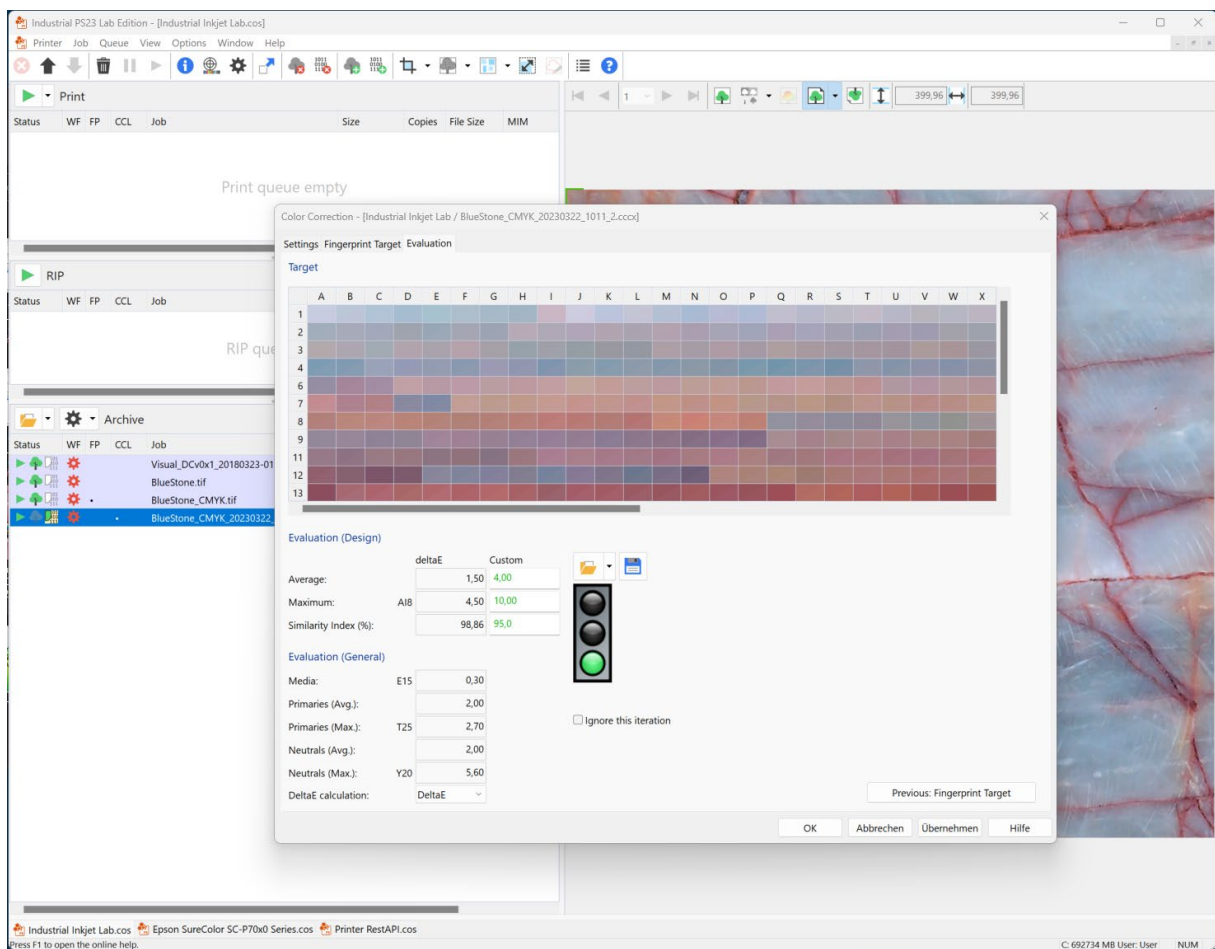 Industrial PS23 Lab Edition - [Industrial Inkjet Lab.cos]
Printer Job Queue View Options Window Help
Print
1 399,96 399,96
Status WF FP CCL Job Size Copies File Size MIM
Print queue empty
Color Correction - [Industrial Inkjet Lab / BlueStone_CMYK_20230322_1011_2.cccx]
Settings Fingerprint Target Evaluation
Target
RIP
Status WF FP CCL Job
RIP que
A B C D E F G H I J K L M N O P Q R S T U V W X
1
2
3
4
6
7
8
9
11
12
13
Archive
Status WF FP CCL Job
Visual_DCv0x1_20180323-01
BlueStone.tif
BlueStone_CMYK.tif
BlueStone_CMYK_20230322_
Evaluation (Design)
deltaE Custom
Average: 1,50 4,00
Maximum: AI8 4,50 10,00
Similarity Index (%): 98,86 95,0
Evaluation (General)
Media: E15 0,30
Primaries (Avg.): 2,00
Primaries (Max.): T25 2,70
Neutrals (Avg.): 2,00
Neutrals (Max.): Y20 5,60
DeltaE calculation: DeltaE
Ignore this iteration
Previous: Fingerprint Target
OK Abbrechen Übernehmen Hilfe
Industrial Inkjet Lab.cos Epson SureColor SC-P70x0 Series.cos Printer RestAPI.cos
Press F1 to open the online help. C: 692734 MB User: User NUM